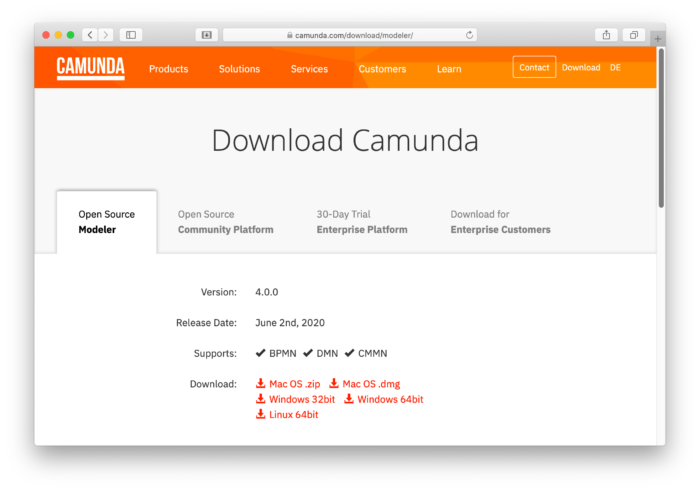 camunda.com/download/modeler/
CAMUNDA Products Solutions Services Customers Learn Contact Download DE
Download Camunda
Open Source Open Source 30-Day Trial Download for
Modeler Community Platform Enterprise Platform Enterprise Customers
Version: 4.0.0
Release Date: June 2nd, 2020
Supports: BPMN DMN CMMN
Download: Mac OS .zip Mac OS .dmg
Windows 32bit Windows 64bit
Linux 64bit